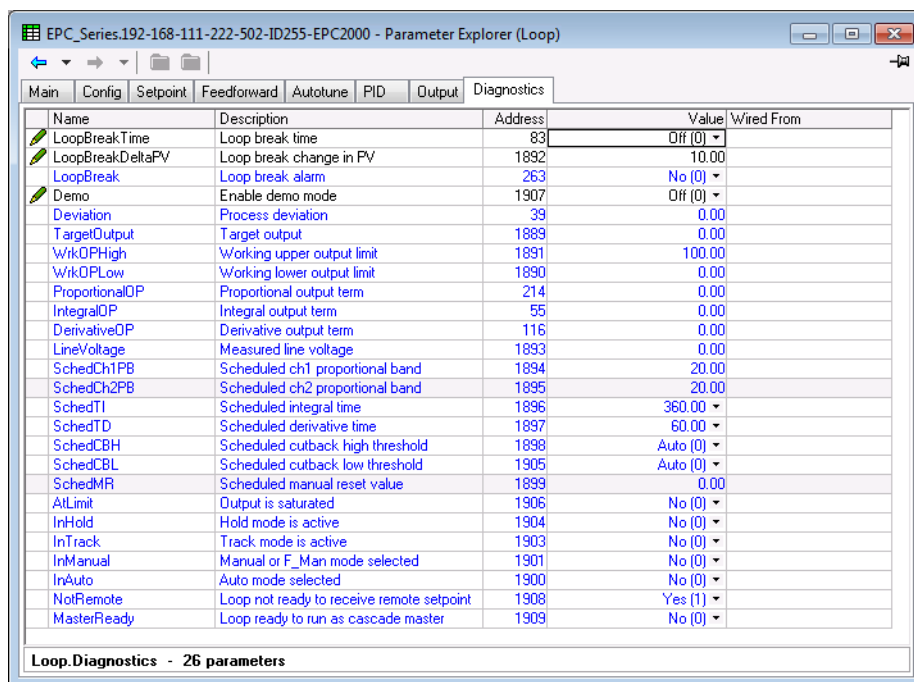 EPC_Series.192-168-111-222-502-ID255-EPC2000 - Parameter Explorer (Loop)
Main Config Setpoint Feedforward Autotune PID Output Diagnostics
Name Description Address Value Wired From
LoopBreakTime Loop break time 83 Off (0)
LoopBreakDeltaPV Loop break change in PV 1892 10.00
LoopBreak Loop break alarm 263 No (0)
Demo Enable demo mode 1907 Off (0)
Deviation Process deviation 39 0.00
TargetOutput Target output 1889 0.00
WrkOPHigh Working upper output limit 1891 100.00
WrkOPLow Working lower output limit 1890 0.00
ProportionalOP Proportional output term 214 0.00
IntegralOP Integral output term 55 0.00
DerivativeOP Derivative output term 116 0.00
LineVoltage Measured line voltage 1893 0.00
SchedCh1PB Scheduled ch1 proportional band 1894 20.00
SchedCh2PB Scheduled ch2 proportional band 1895 20.00
SchedTI Scheduled integral time 1896 360.00
SchedTD Scheduled derivative time 1897 60.00
SchedCBH Scheduled cutback high threshold 1898 Auto (0)
SchedCBL Scheduled cutback low threshold 1905 Auto (0)
SchedMR Scheduled manual reset value 1899 0.00
AtLimit Output is saturated 1906 No (0)
InHold Hold mode is active 1904 No (0)
InTrack Track mode is active 1903 No (0)
InManual Manual or F_Man mode selected 1901 No (0)
InAuto Auto mode selected 1900 No (0)
NotRemote Loop not ready to receive remote setpoint 1908 Yes (1)
MasterReady Loop ready to run as cascade master 1909 No (0)
Loop.Diagnostics - 26 parameters